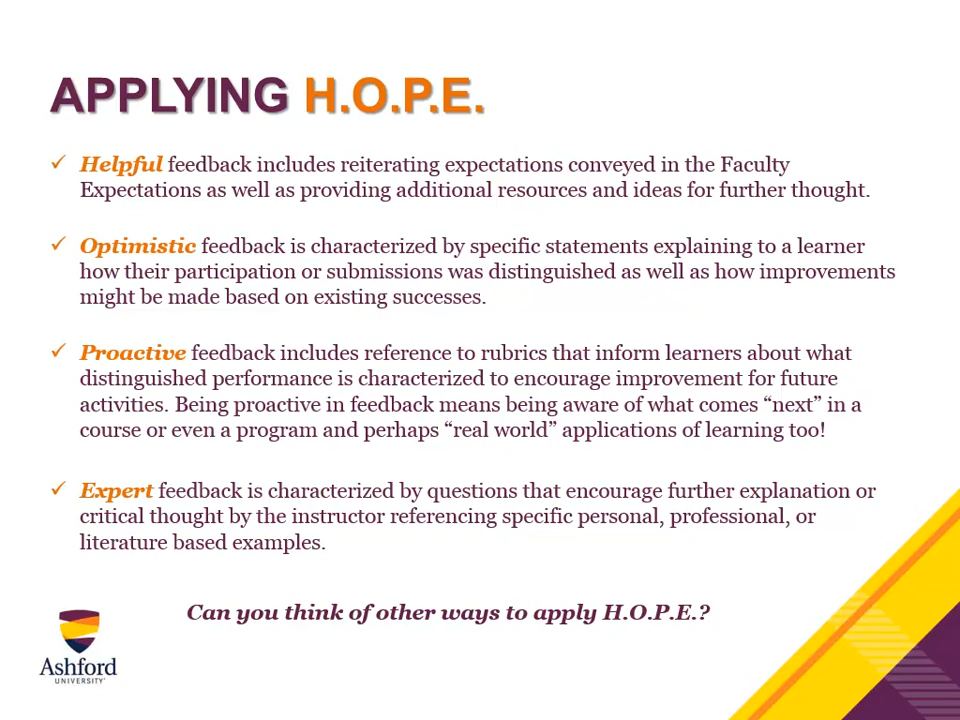 APPLYING H.O.P.E.
✓ Helpful feedback includes reiterating expectations conveyed in the Faculty
Expectations as well as providing additional resources and ideas for further thought.
✓ Optimistic feedback is characterized by specific statements explaining to a learner
how their participation or submissions was distinguished as well as how improvements
might be made based on existing successes.
✓ Proactive feedback includes reference to rubrics that inform learners about what
distinguished performance is characterized to encourage improvement for future
activities. Being proactive in feedback means being aware of what comes “next” in a
course or even a program and perhaps “real world” applications of learning too!
✓ Expert feedback is characterized by questions that encourage further explanation or
critical thought by the instructor referencing specific personal, professional, or
literature based examples.
Can you think of other ways to apply H.O.P.E.?
Ashford
UNIVERSITY